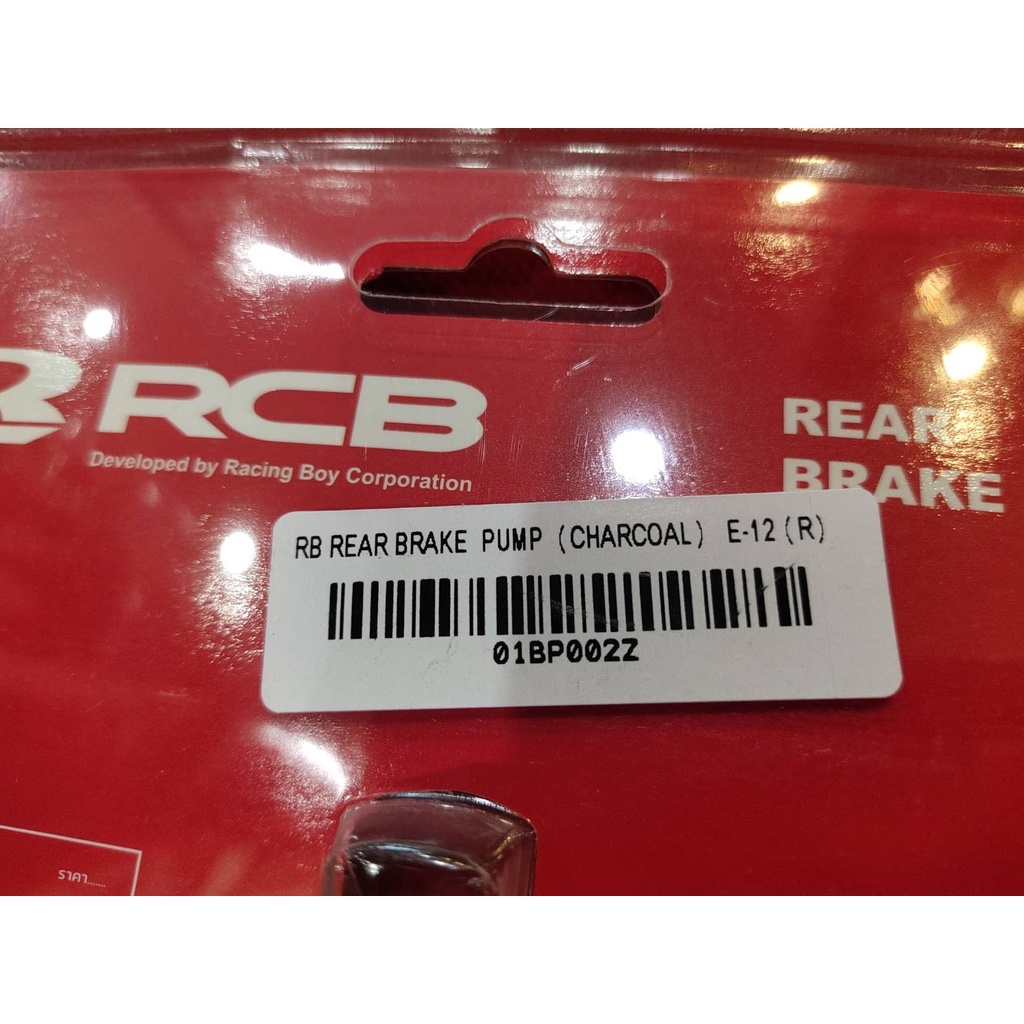 RCB
Developed by Racing Boy Corporation
REAR
BRAKE
RB REAR BRAKE PUMP (CHARCOAL) E-12 (R)
01BP002Z
ราคา.......